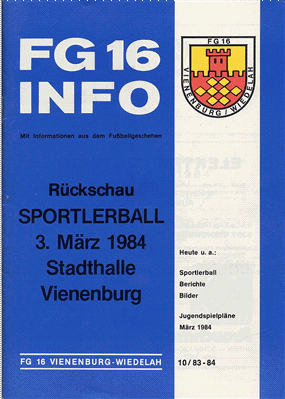 FG 16
INFO
Mit Informationen aus dem Fußballgeschehen
FG 16
VIENENBURG/WIEDELAH
Rückschau
SPORTLERBALL
3. März 1984
Stadthalle
Vienenburg
Heute u. a.:
Sportlerball
Berichte
Bilder
Jugendspielpläne
März 1984
FG 16 VIENENBURG-WIEDELAH
10/83-84